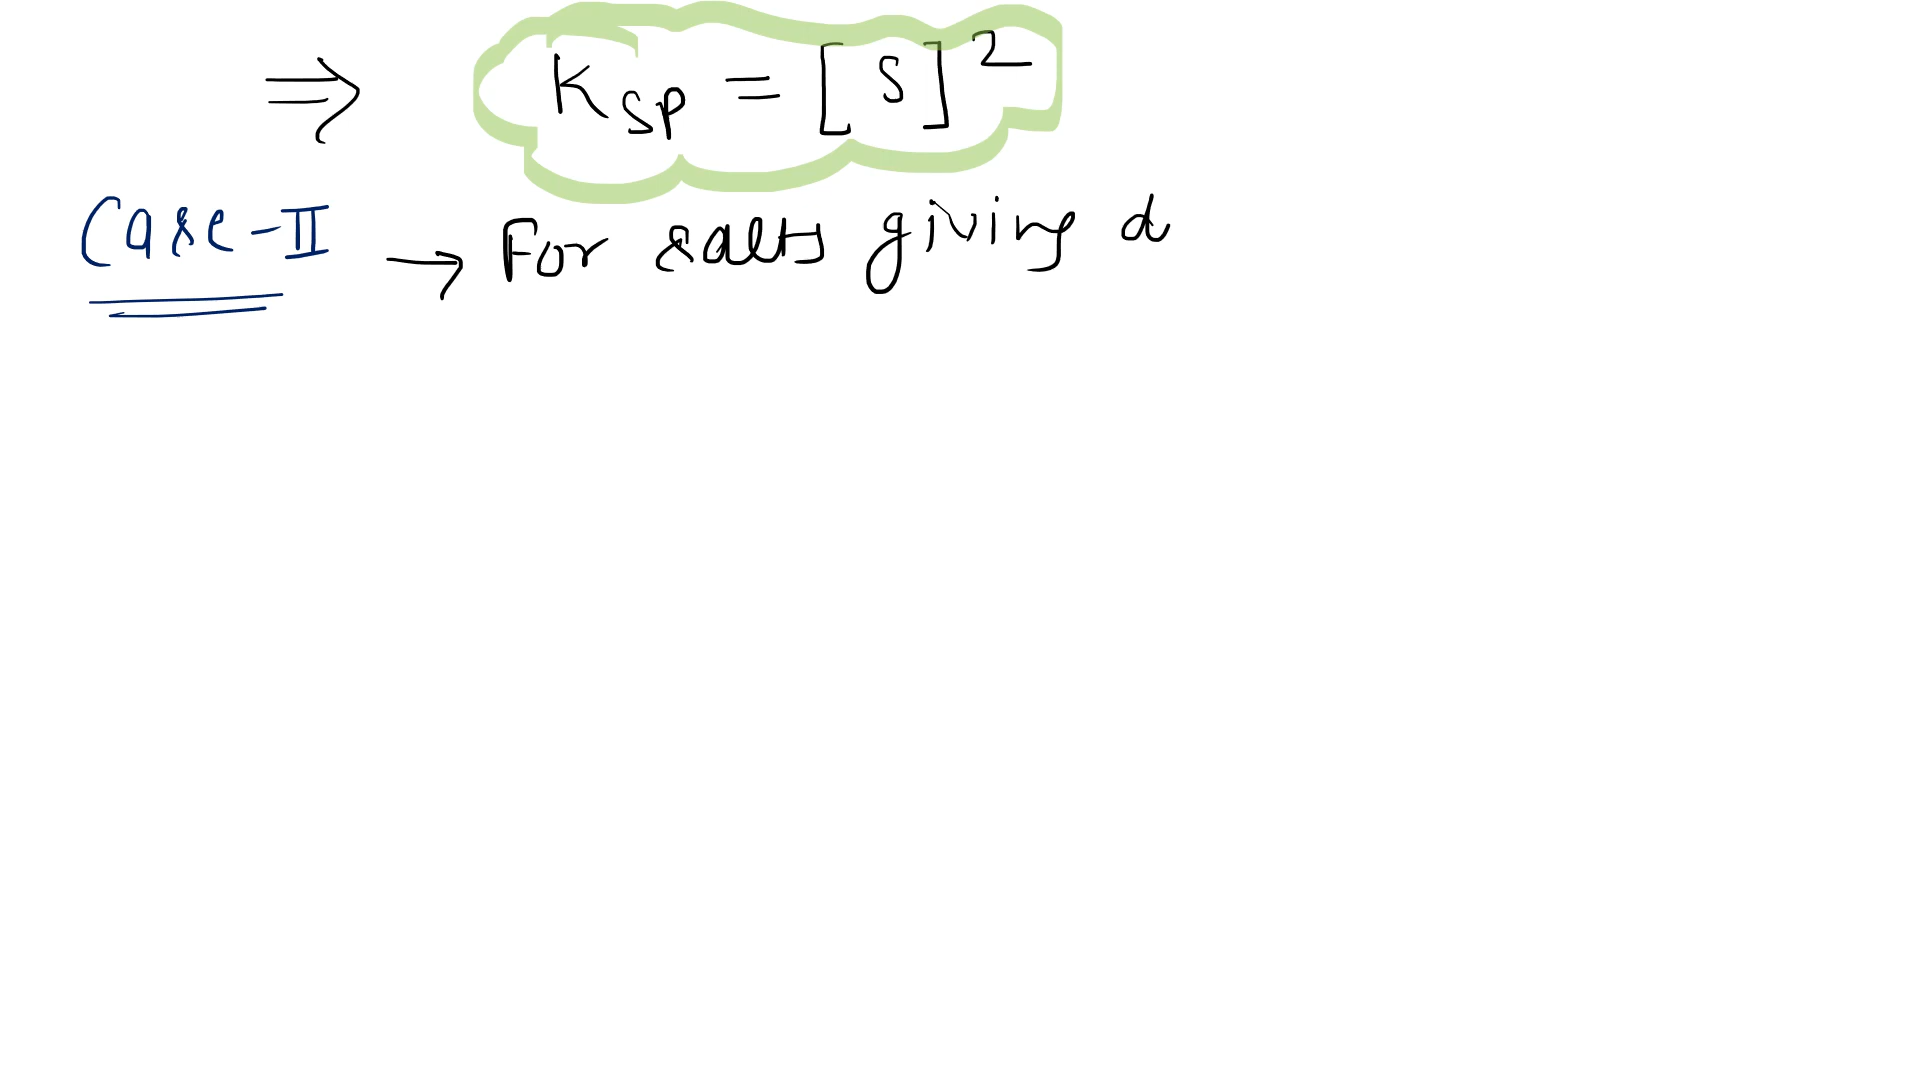 ⇒ Ksp = [s]²
Case-II → For salts giving d